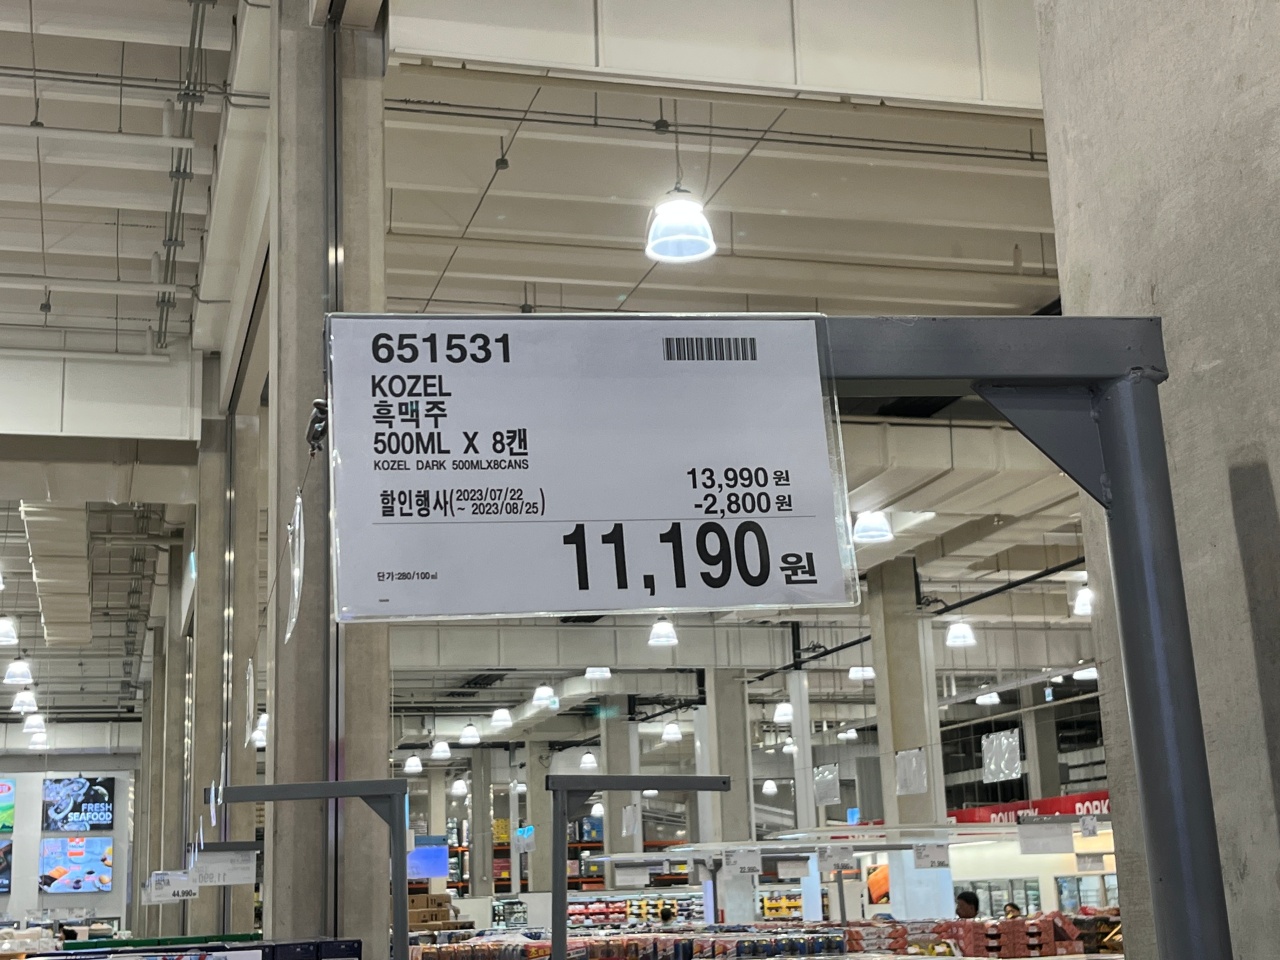 651531
KOZEL
흑맥주
500ML X 8캔
KOZEL DARK 500MLX8CANS
13,990 원
할인행사(2023/07/22 ~ 2023/08/25)
-2,800 원
11,190 원
단가:280/100㎖
FRESH
SEAFOOD
POULTRY
PORK
44,990